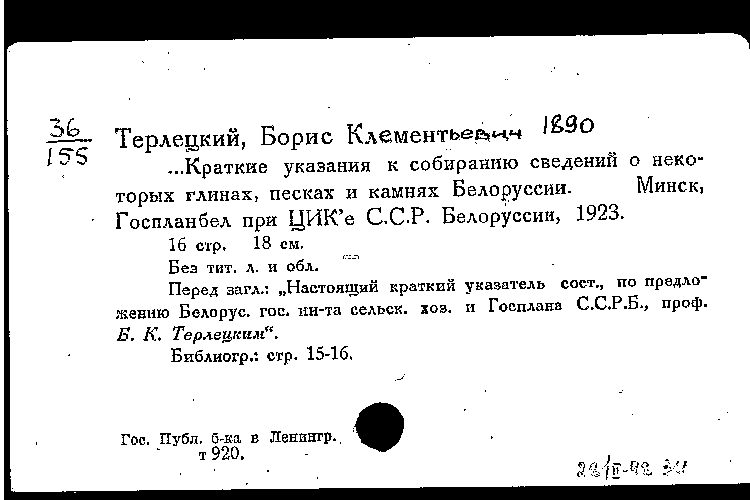 36
155
Терлецкий, Борис Клементьевич 1890
...Краткие указания к собиранию сведений о неко-
торых глинах, песках и камнях Белоруссии. Минск,
Госпланбел при ЦИК'е С.С.Р. Белоруссии, 1923.
16 стр. 18 см.
Без тит. л. и обл.
Перед загл.: „Настоящий краткий указатель сост., по предло-
жению Белорус. гос. ин-та сельск. хоз. и Госплана С.С.Р.Б., проф.
Б. К. Терлецким“.
Библиогр.: стр. 15-16.
Гос. Публ. б-ка в Ленингр.
т 920.